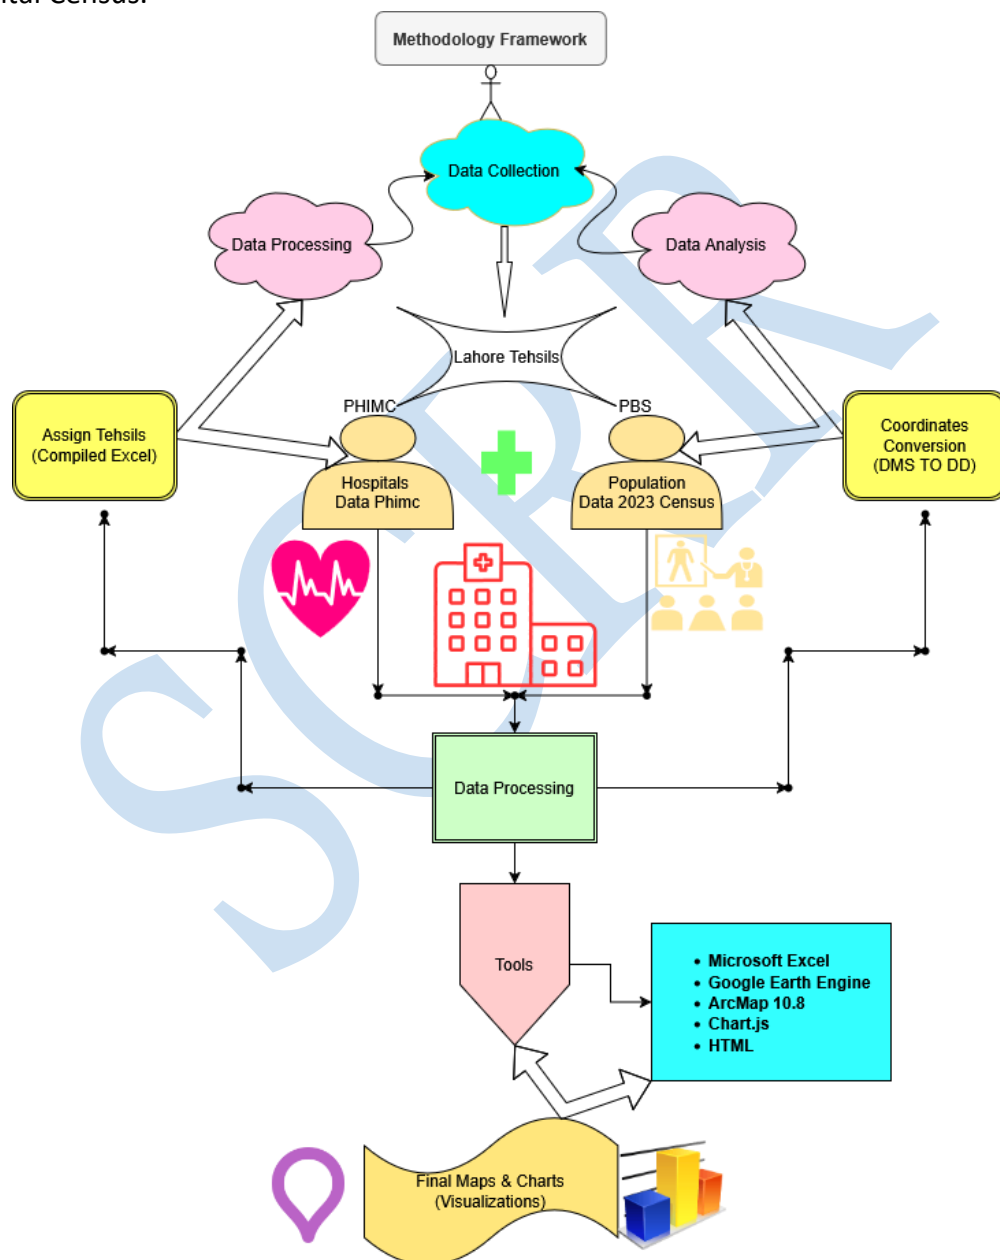 ital Census.
Methodology Framework
Data Collection
Data Processing
Data Analysis
Lahore Tehsils
PHIMC
PBS
Assign Tehsils
(Compiled Excel)
Hospitals
Data Phimc
Population
Data 2023 Census
Coordinates
Conversion
(DMS TO DD)
Data Processing
Tools
• Microsoft Excel
• Google Earth Engine
• ArcMap 10.8
• Chart.js
• HTML
Final Maps & Charts
(Visualizations)